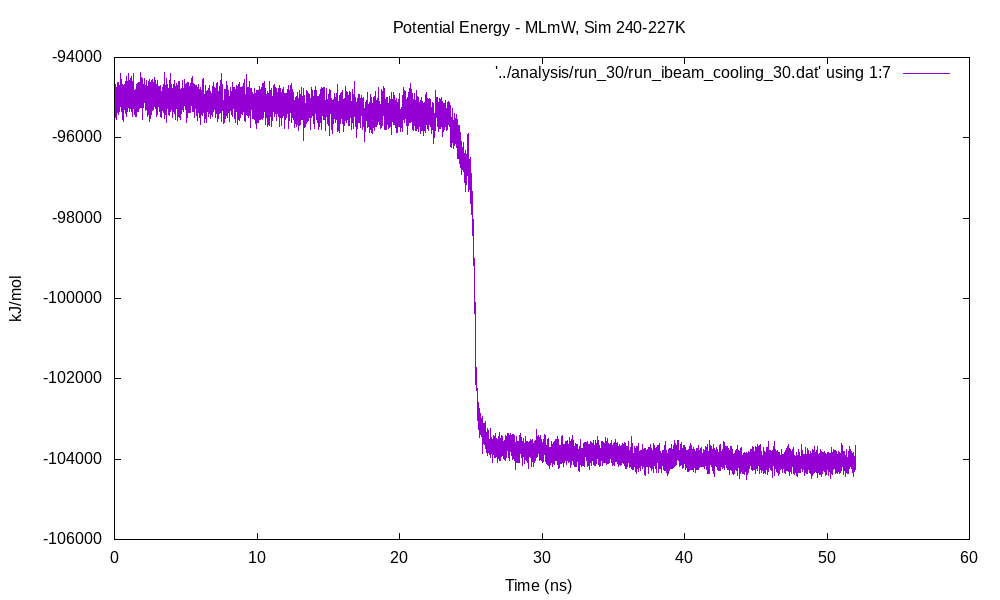 Potential Energy - MLmW, Sim 240-227K
'../analysis/run_30/run_ibeam_cooling_30.dat' using 1:7
-94000
-96000
-98000
-100000
-102000
-104000
-106000
kJ/mol
0 10 20 30 40 50 60
Time (ns)